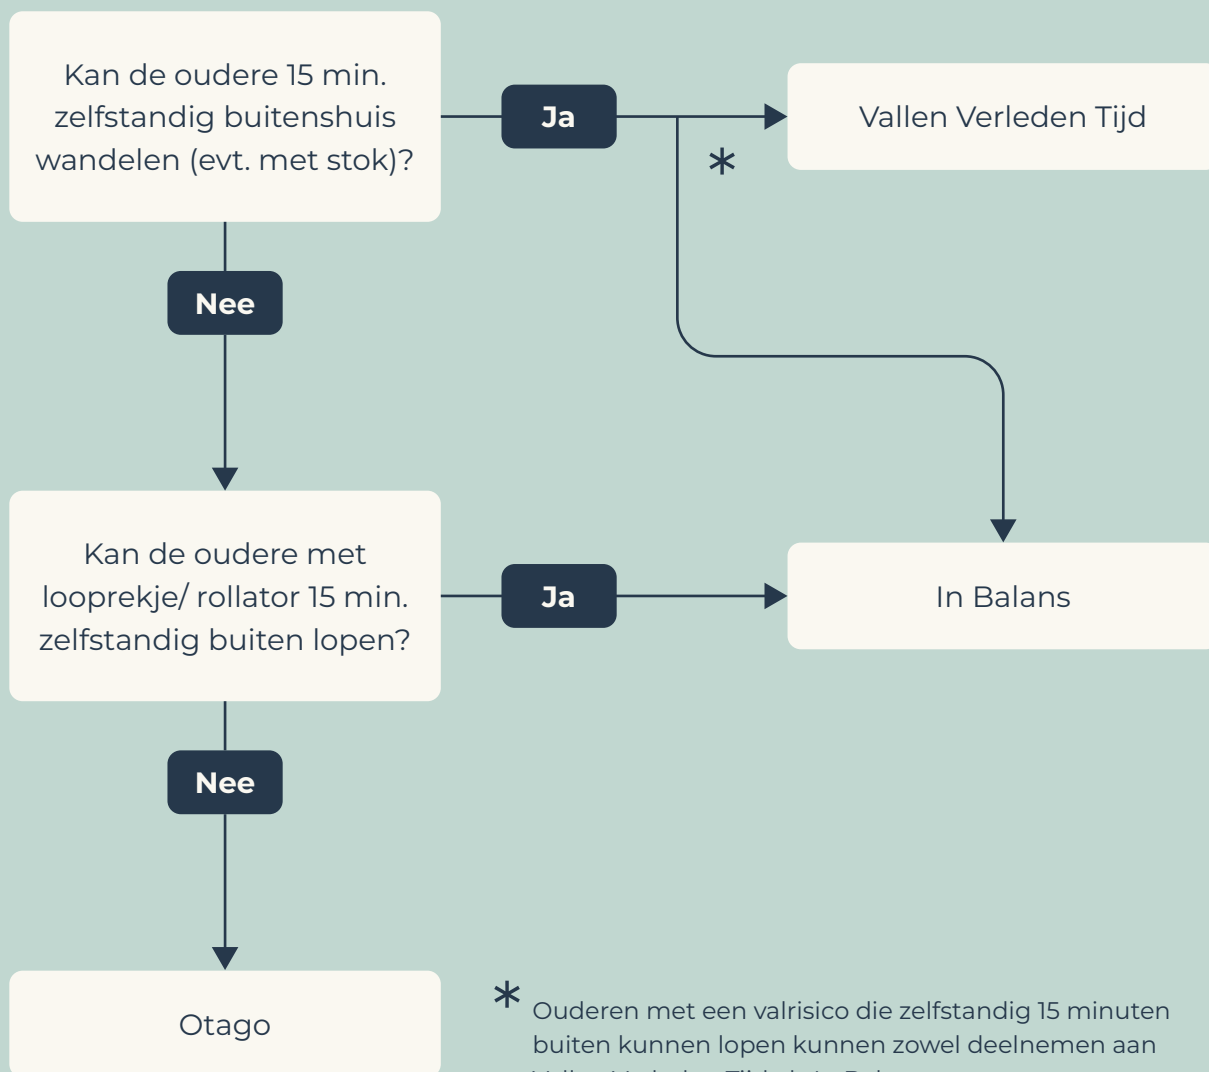 Kan de oudere 15 min.
zelfstandig buitenshuis
wandelen (evt. met stok)?
Ja
*
Vallen Verleden Tijd
Nee
Kan de oudere met
looprekje/ rollator 15 min.
zelfstandig buiten lopen?
Ja
In Balans
Nee
Otago
* Ouderen met een valrisico die zelfstandig 15 minuten
buiten kunnen lopen kunnen zowel deelnemen aan